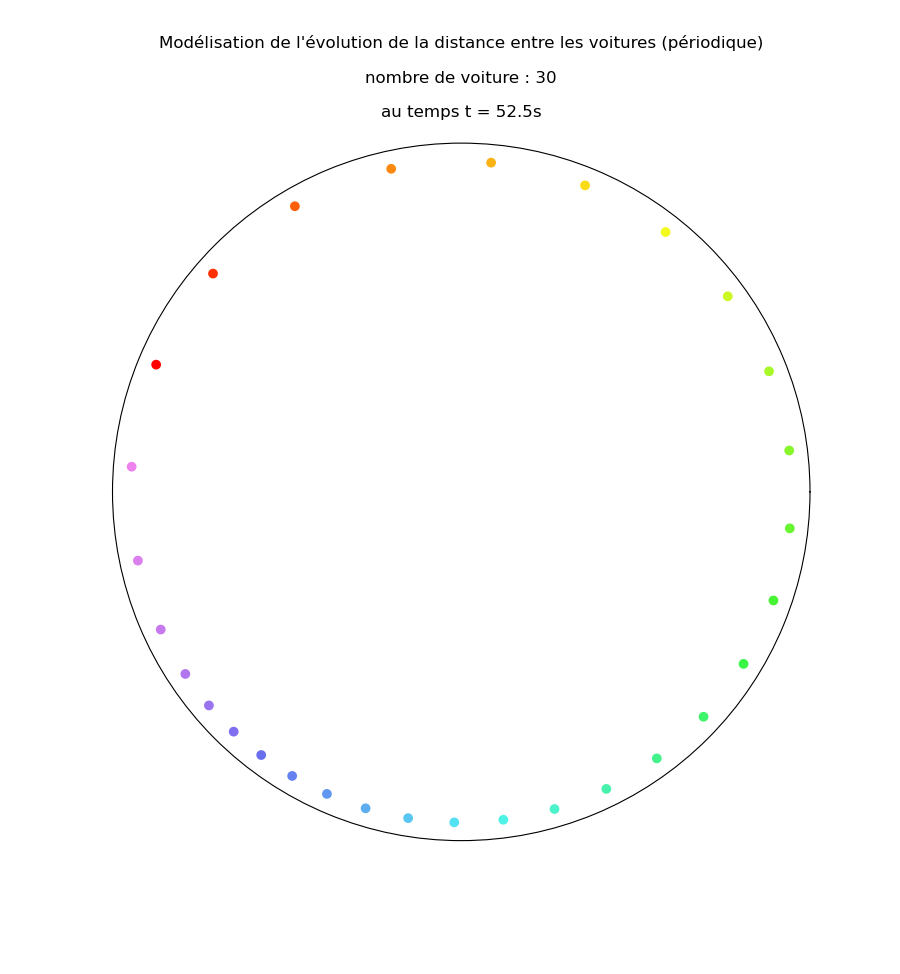 Modélisation de l'évolution de la distance entre les voitures (périodique)
nombre de voiture : 30
au temps t = 52.5s